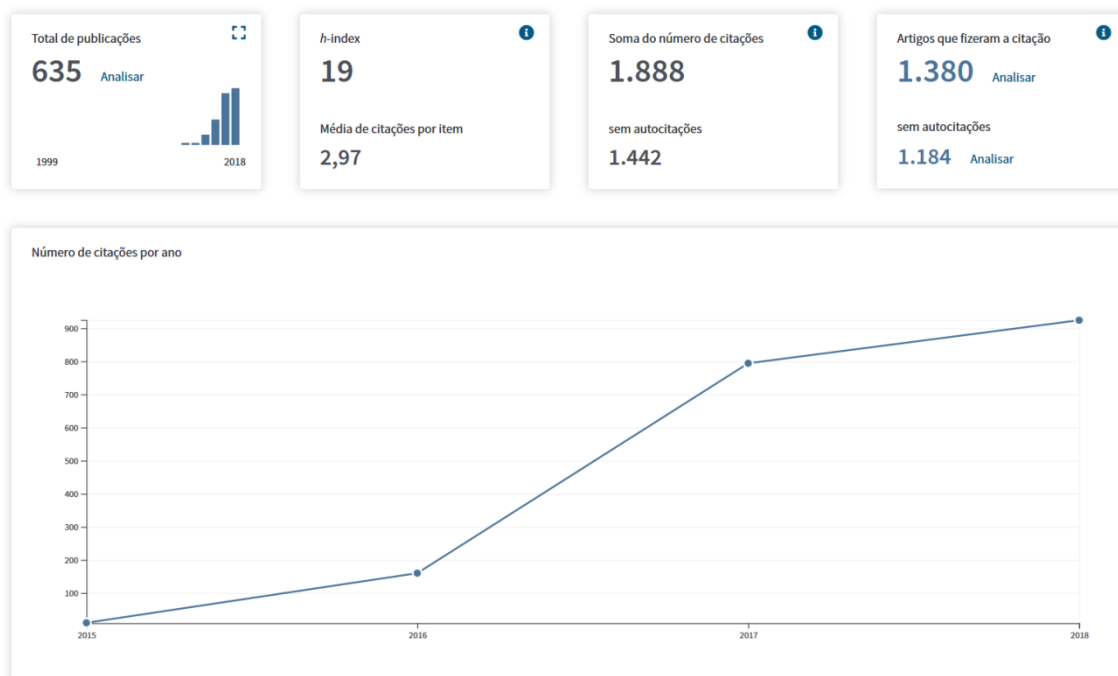 Total de publicações
635 Analisar
1999 2018
h-index
19
Média de citações por item
2,97
Soma do número de citações
1.888
sem autocitações
1.442
Artigos que fizeram a citação
1.380 Analisar
sem autocitações
1.184 Analisar
Número de citações por ano
900
800
700
600
500
400
300
200
100
2015 2016 2017 2018